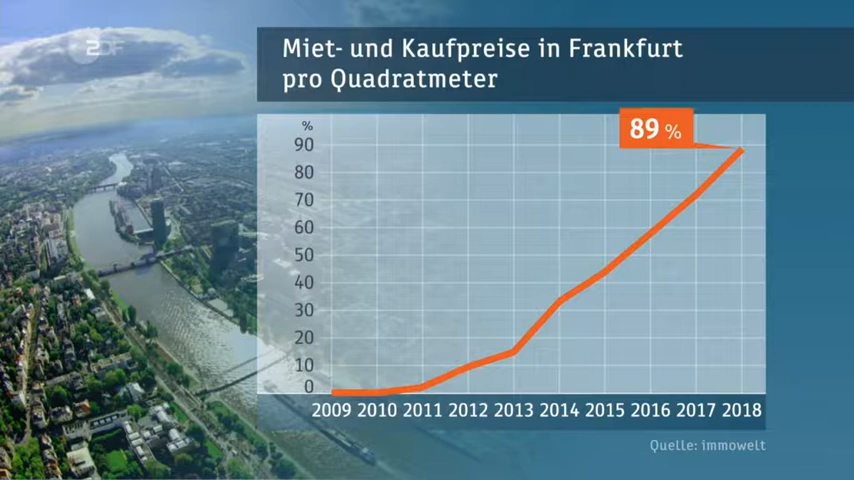 ZDF
Miet- und Kaufpreise in Frankfurt
pro Quadratmeter
%
89 %
90
80
70
60
50
40
30
20
10
0
2009 2010 2011 2012 2013 2014 2015 2016 2017 2018
Quelle: immowelt